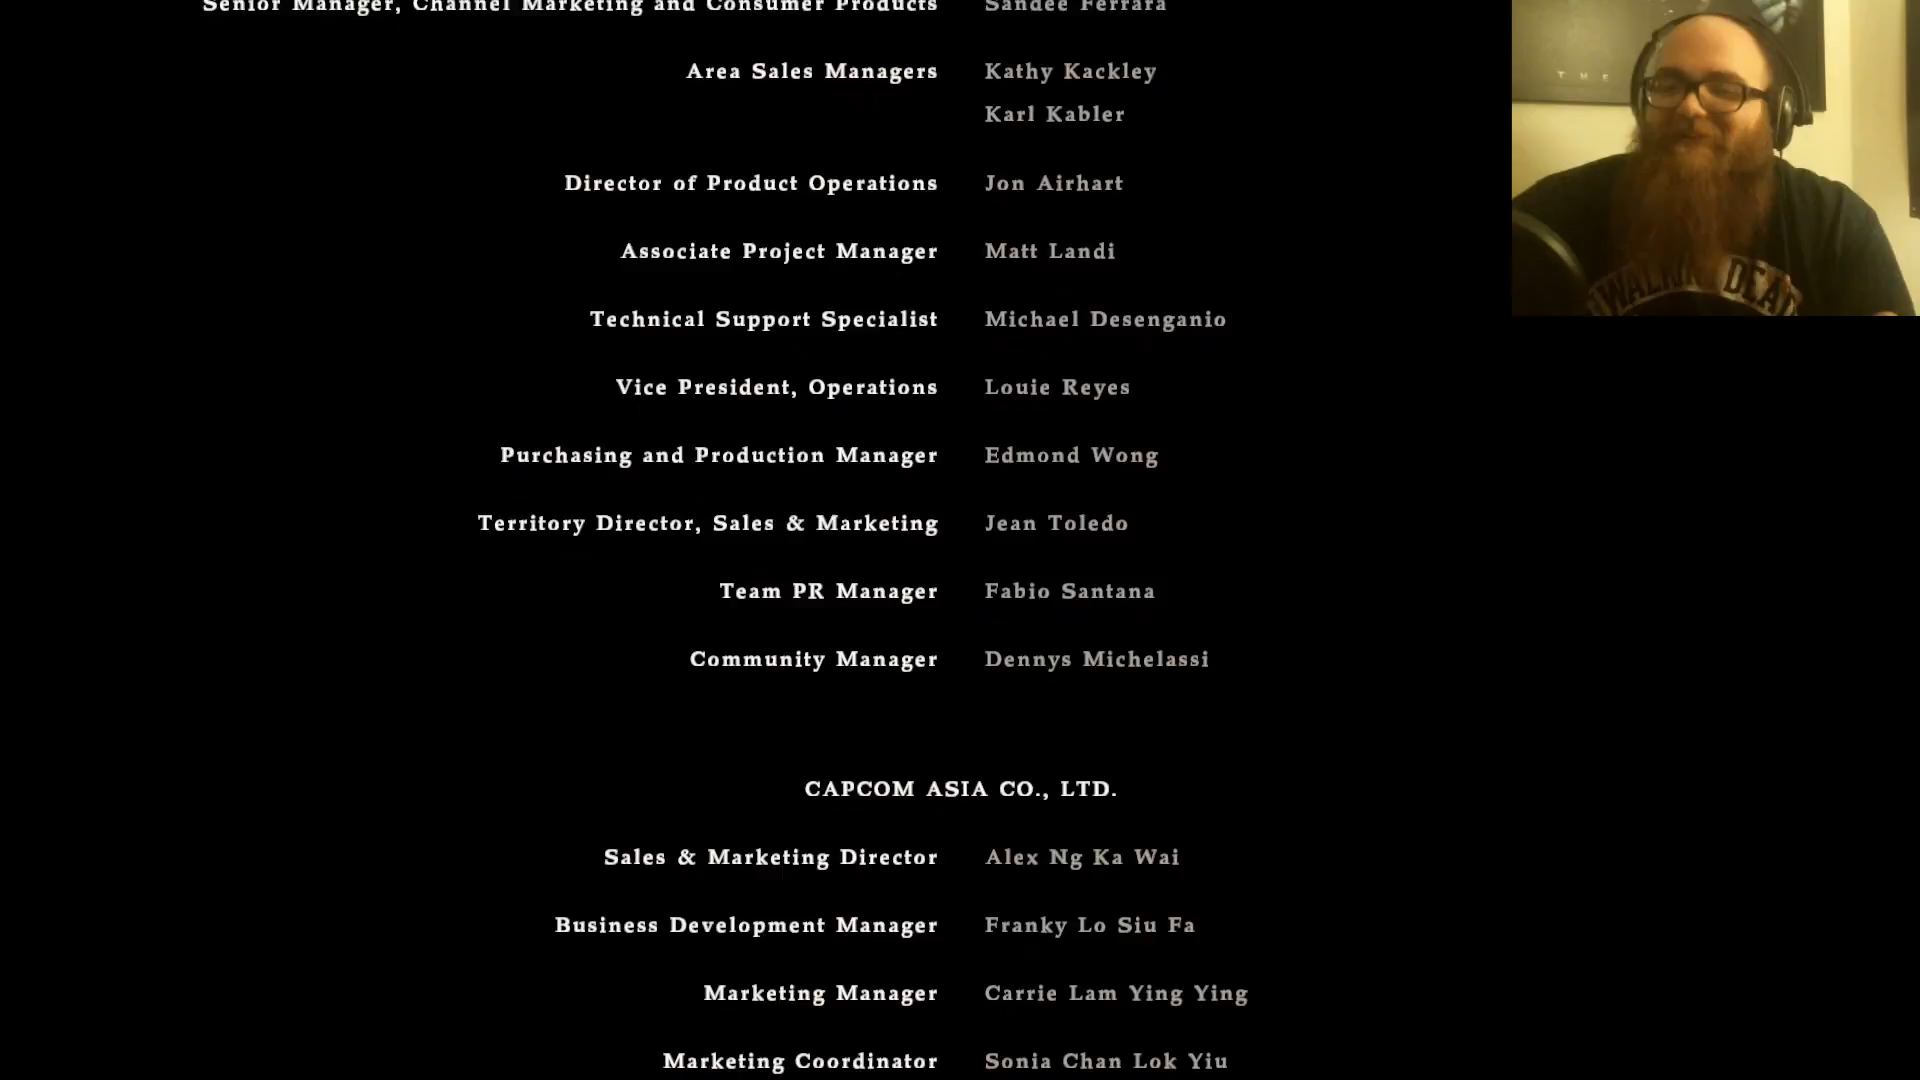 Senior Manager, Channel Marketing and Consumer Products Sandee Ferrara
Area Sales Managers Kathy Kackley
Karl Kabler
Director of Product Operations Jon Airhart
Associate Project Manager Matt Landi
Technical Support Specialist Michael Desenganio
Vice President, Operations Louie Reyes
Purchasing and Production Manager Edmond Wong
Territory Director, Sales & Marketing Jean Toledo
Team PR Manager Fabio Santana
Community Manager Dennys Michelassi
CAPCOM ASIA CO., LTD.
Sales & Marketing Director Alex Ng Ka Wai
Business Development Manager Franky Lo Siu Fa
Marketing Manager Carrie Lam Ying Ying
Marketing Coordinator Sonia Chan Lok Yiu
THE
WALKIN DEAD